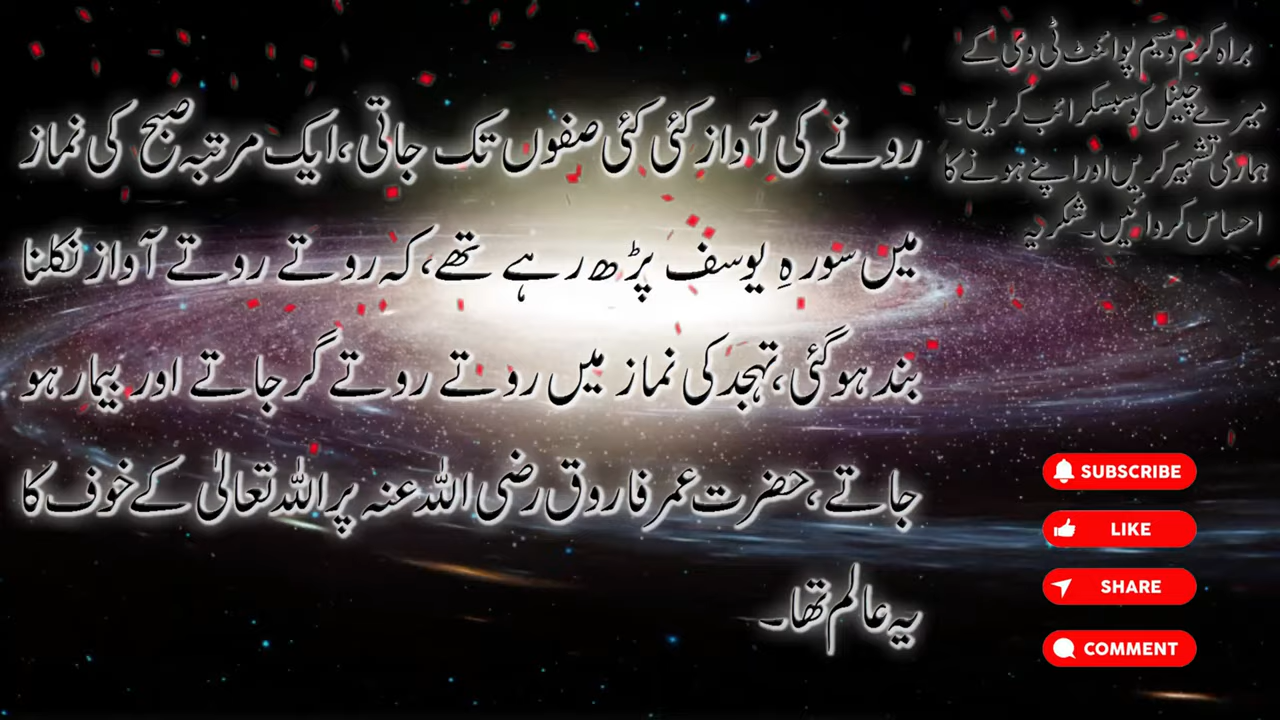 رونے کی آواز کئی کئی صفوں تک جاتی، ایک مرتبہ صبح کی نماز
میں سورہِ یوسف پڑھ رہے تھے، کہ روتے روتے آواز نکلنا
بند ہو گئی، تہجد کی نماز میں روتے روتے گر جاتے اور بیمار ہو
جاتے، حضرت عمر فاروق رضی اللہ عنہ پر اللہ تعالیٰ کے خوف کا
یہ عالم تھا۔
براہ کرم وسیم پوائنٹ ٹی وی کے
میرے چینل کو سبسکرائب کریں۔
ہماری تشہیر کریں اور اپنے ہونے کا
احساس کروائیں۔ شکریہ
SUBSCRIBE
LIKE
SHARE
COMMENT